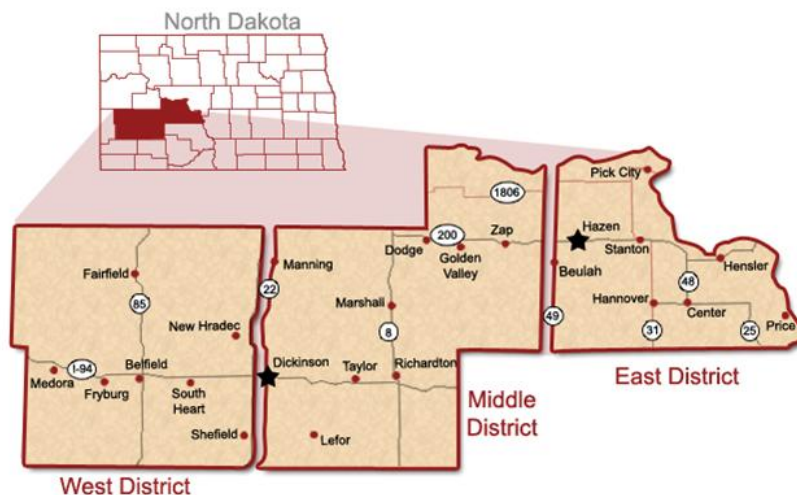 North Dakota
Pick City
1806
Hazen
200
Zap
Stanton
Dodge
Golden
Valley
Manning
Beulah
Hensler
Fairfield
48
22
Marshall
Hannover
Center
85
49
Price
New Hradec
8
31
25
I-94
Belfield
Dickinson
Taylor
Richardton
East District
Medora
Fryburg
South
Heart
Middle
District
Shefield
Lefor
West District